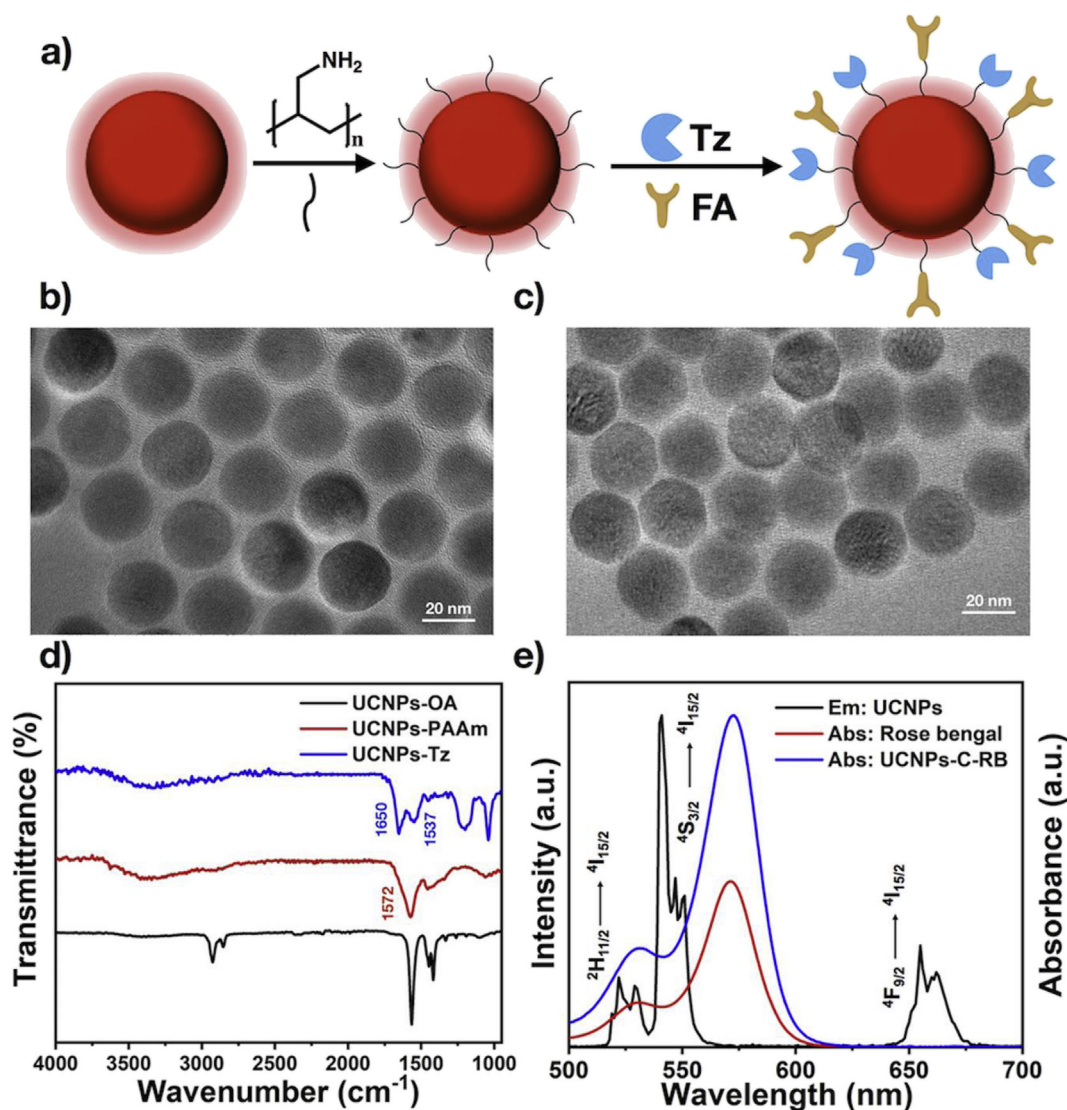 a)
NH2
n
Tz
FA
b)
c)
20 nm
20 nm
d)
UCNPs-OA
UCNPs-PAAm
UCNPs-Tz
1650
1537
1572
Transmittrance (%)
4000 3500 3000 2500 2000 1500 1000
Wavenumber (cm-1)
e)
Em: UCNPs
Abs: Rose bengal
Abs: UCNPs-C-RB
2H11/2 → 4I15/2
4S3/2 → 4I15/2
4F9/2 → 4I15/2
Intensity (a.u.)
Absorbance (a.u.)
500 550 600 650 700
Wavelength (nm)